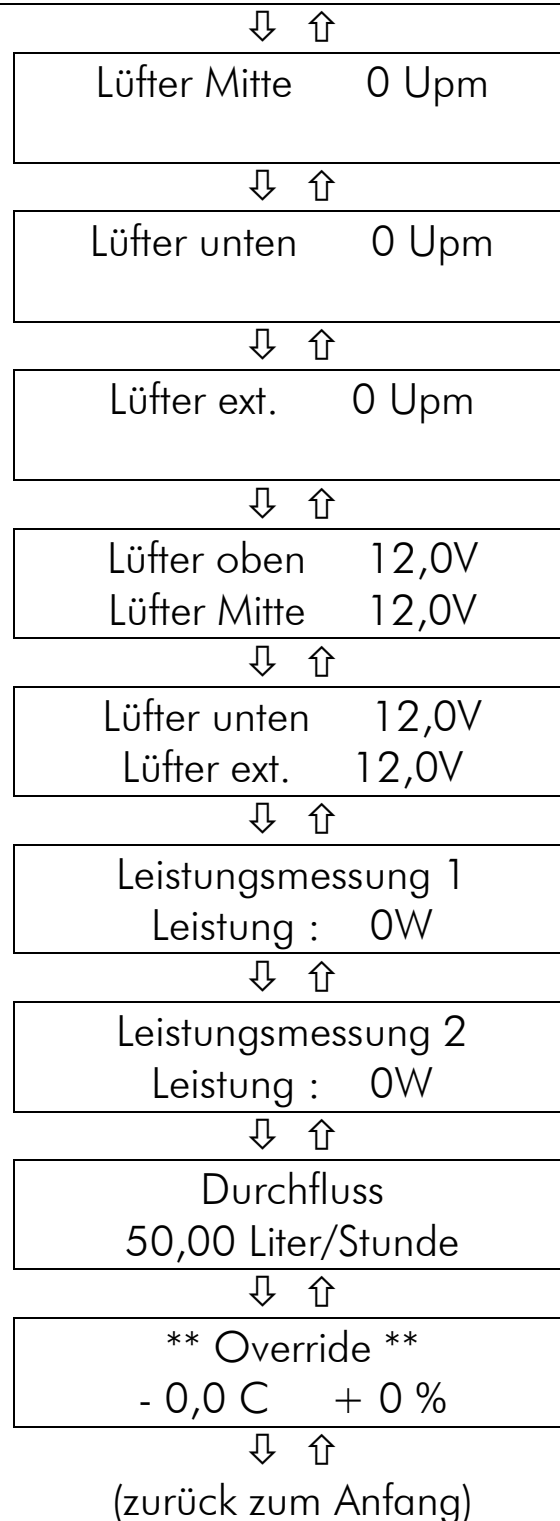 ⇩ ⇧
Lüfter Mitte 0 Upm
⇩ ⇧
Lüfter unten 0 Upm
⇩ ⇧
Lüfter ext. 0 Upm
⇩ ⇧
Lüfter oben 12,0V
Lüfter Mitte 12,0V
⇩ ⇧
Lüfter unten 12,0V
Lüfter ext. 12,0V
⇩ ⇧
Leistungsmessung 1
Leistung : 0W
⇩ ⇧
Leistungsmessung 2
Leistung : 0W
⇩ ⇧
Durchfluss
50,00 Liter/Stunde
⇩ ⇧
** Override **
- 0,0 C + 0 %
⇩ ⇧
(zurück zum Anfang)